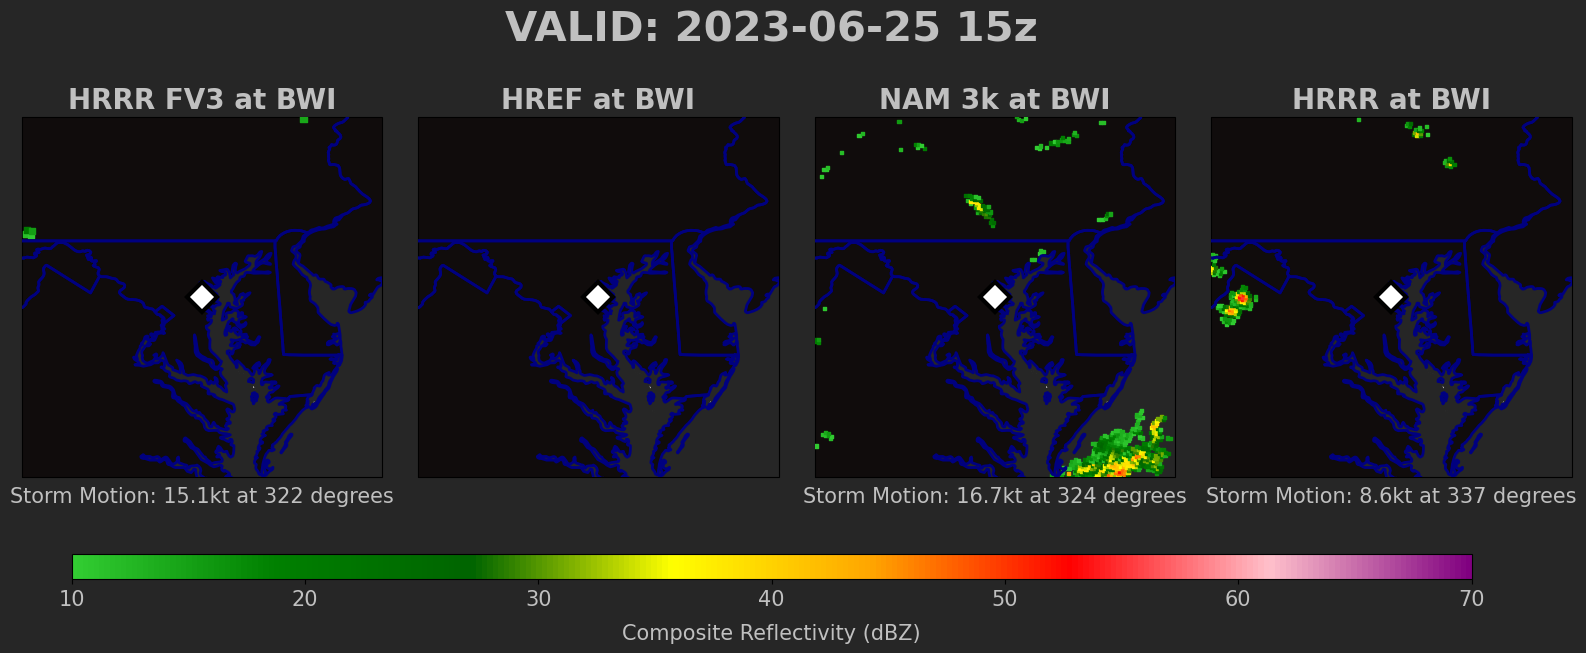 VALID: 2023-06-25 15z
HRRR FV3 at BWI
HREF at BWI
NAM 3k at BWI
HRRR at BWI
Storm Motion: 15.1kt at 322 degrees
Storm Motion: 16.7kt at 324 degrees
Storm Motion: 8.6kt at 337 degrees
10 20 30 40 50 60 70
Composite Reflectivity (dBZ)